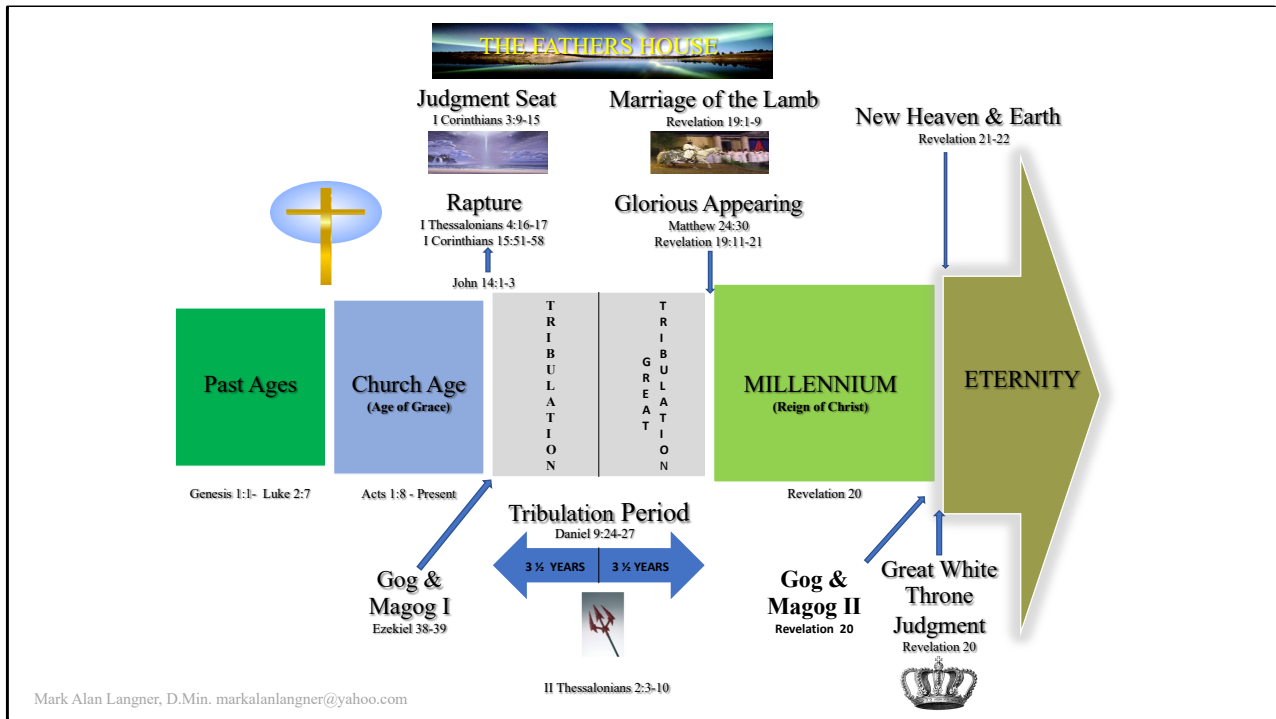 THE FATHERS HOUSE
Judgment Seat
I Corinthians 3:9-15
Marriage of the Lamb
Revelation 19:1-9
New Heaven & Earth
Revelation 21-22
Rapture
I Thessalonians 4:16-17
I Corinthians 15:51-58
Glorious Appearing
Matthew 24:30
Revelation 19:11-21
John 14:1-3
Past Ages
Church Age
(Age of Grace)
TRIBULATION
GREAT
TRIBULATION
MILLENNIUM
(Reign of Christ)
ETERNITY
Genesis 1:1- Luke 2:7
Acts 1:8 - Present
Revelation 20
Tribulation Period
Daniel 9:24-27
3 ½ YEARS
3 ½ YEARS
Gog &
Magog I
Ezekiel 38-39
Gog &
Magog II
Revelation 20
Great White
Throne
Judgment
Revelation 20
II Thessalonians 2:3-10
Mark Alan Langner, D.Min. markalanlangner@yahoo.com